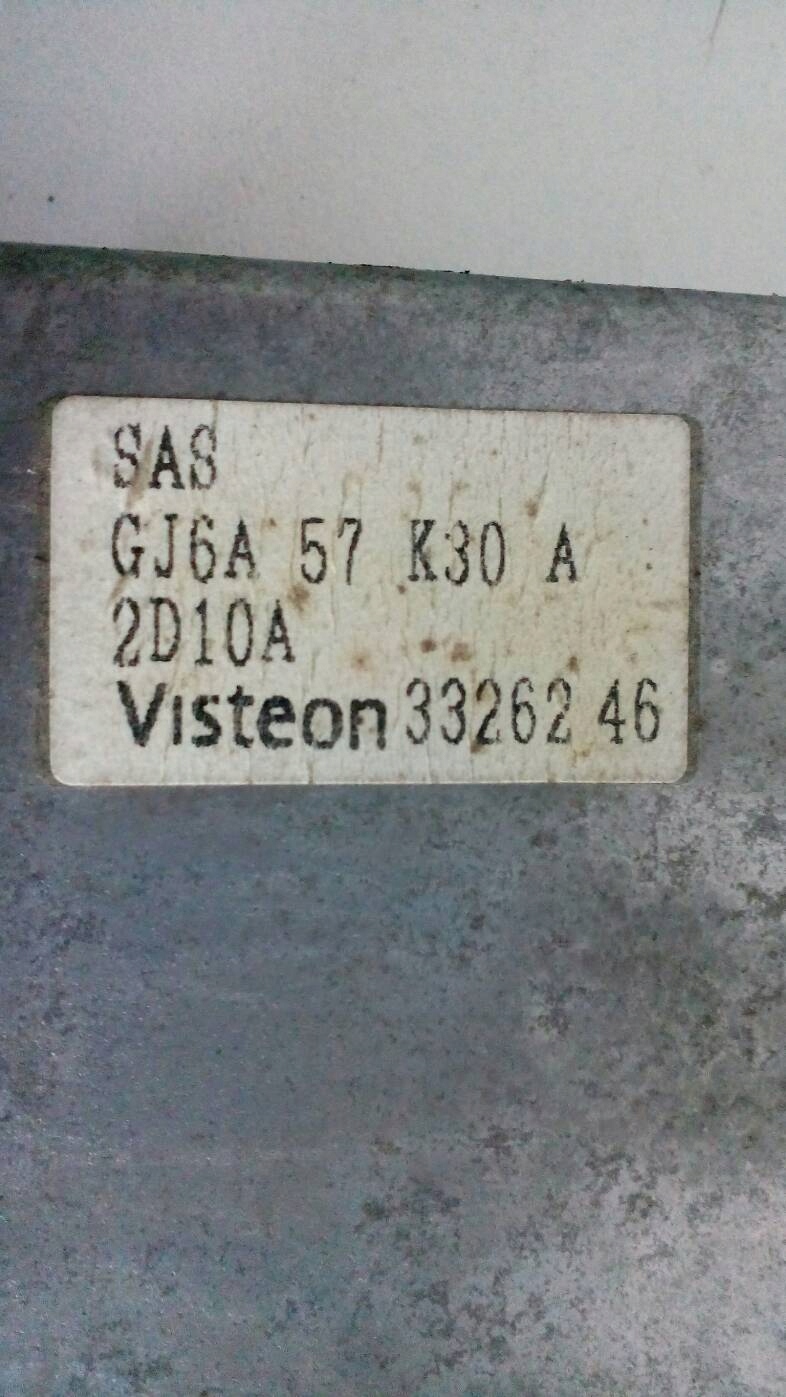 SAS
GJ6A 57 K30 A
2D10A
Visteon 33262 46